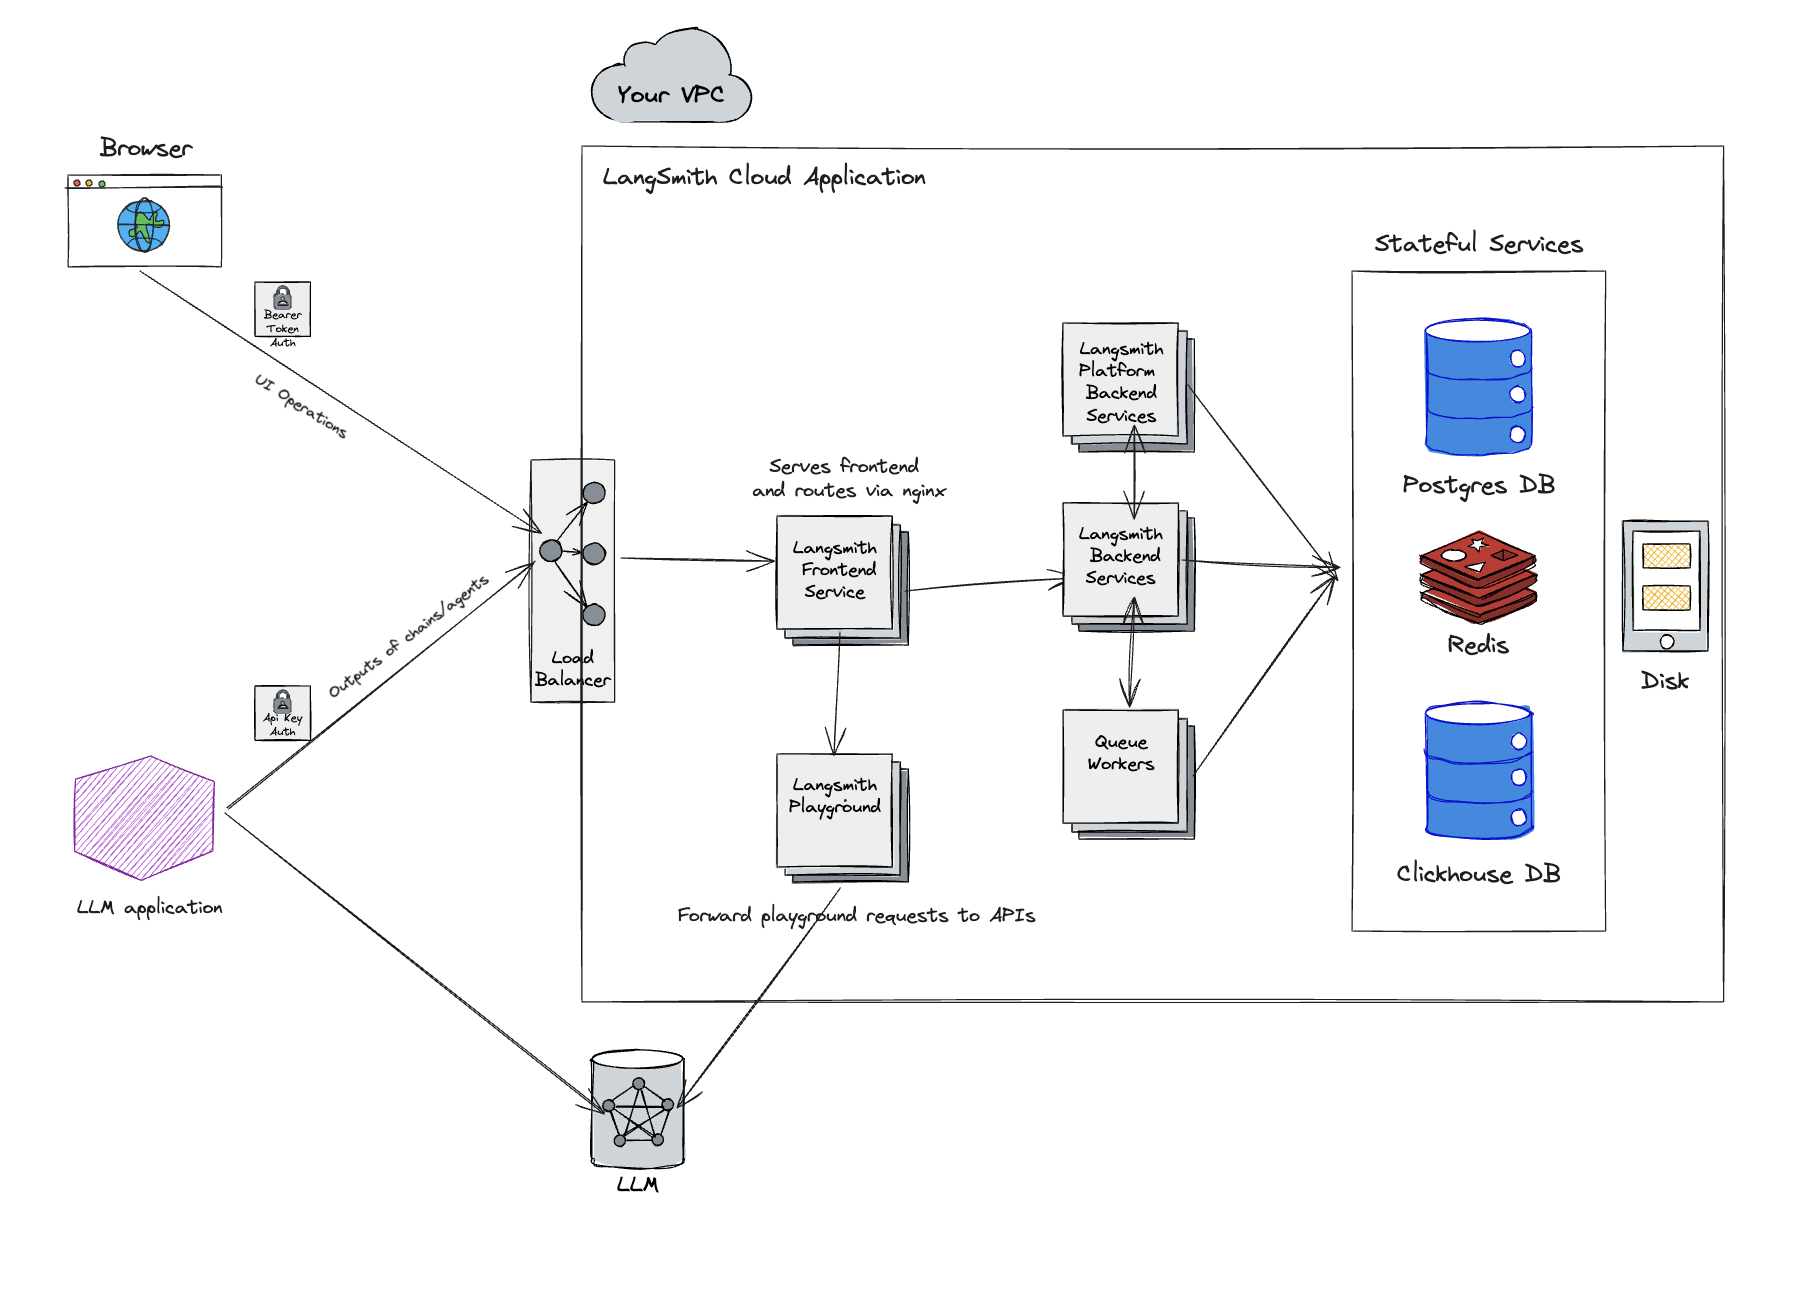 Your VPC
Browser
LangSmith Cloud Application
Stateful Services
Bearer
Token
Auth
UI Operations
Langsmith
Platform
Backend
Services
Serves frontend
and routes via nginx
Postgres DB
Langsmith
Frontend
Service
Langsmith
Backend
Services
Outputs of chains/agents
Load
Balancer
Redis
Disk
Api Key
Auth
Queue
Workers
Langsmith
Playground
Clickhouse DB
LLM application
Forward playground requests to APIs
LLM